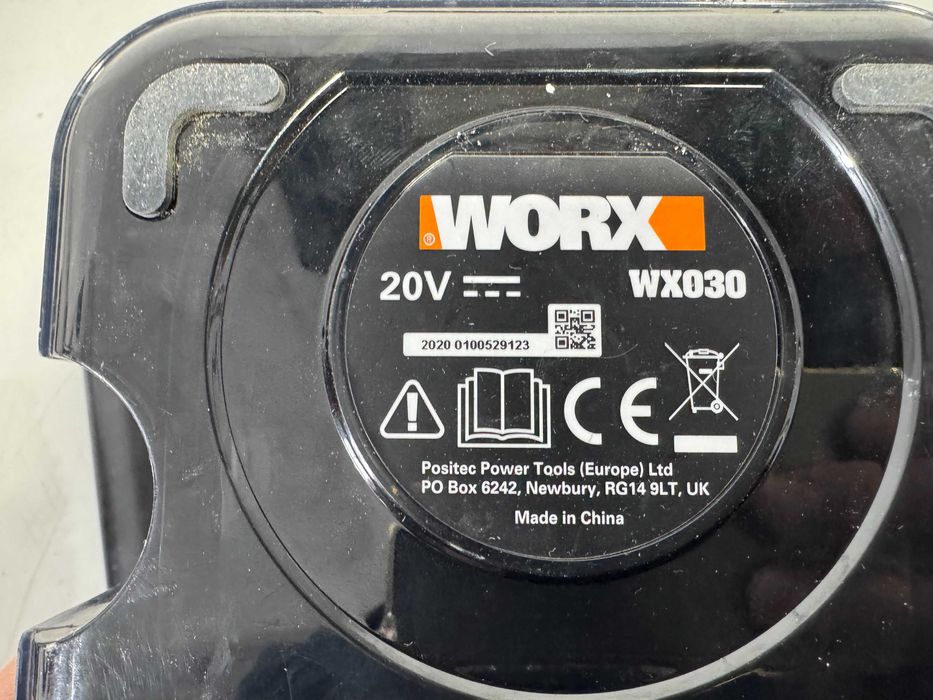 WORX®
20V
WX030
2020 0100529123
CE
Positec Power Tools (Europe) Ltd
PO Box 6242, Newbury, RG14 9LT, UK
Made in China